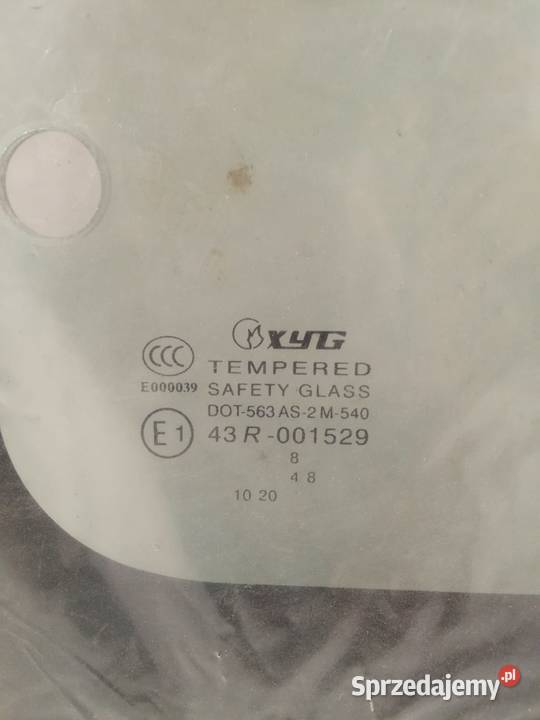 XYG
CCC
E000039
TEMPERED
SAFETY GLASS
DOT-563 AS-2 M-540
E1
43R-001529
8
4 8
10 20
Sprzedajemy.pl